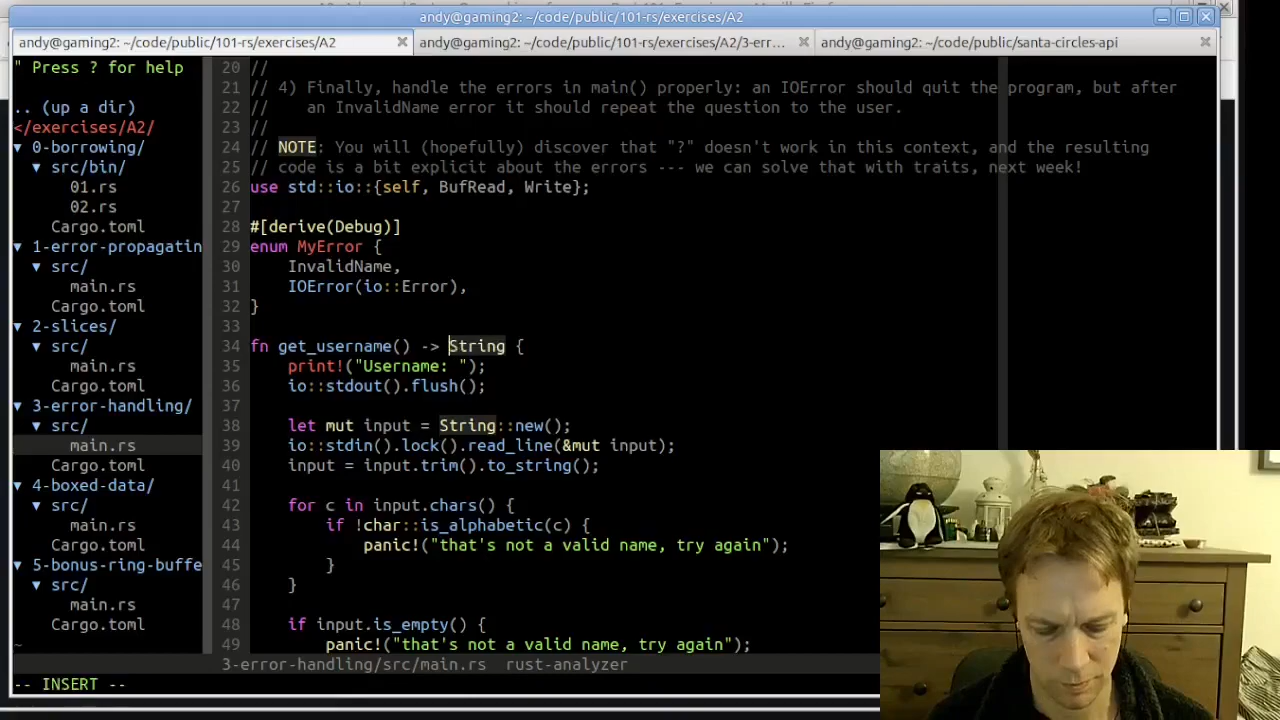 andy@gaming2: ~/code/public/101-rs/exercises/A2
andy@gaming2: ~/code/public/101-rs/exercises/A2
andy@gaming2: ~/code/public/101-rs/exercises/A2/3-err...
andy@gaming2: ~/code/public/santa-circles-api
" Press ? for help
.. (up a dir)
</exercises/A2/
▼ 0-borrowing/
▼ src/bin/
01.rs
02.rs
Cargo.toml
▼ 1-error-propagatin
▼ src/
main.rs
Cargo.toml
▼ 2-slices/
▼ src/
main.rs
Cargo.toml
▼ 3-error-handling/
▼ src/
main.rs
Cargo.toml
▼ 4-boxed-data/
▼ src/
main.rs
Cargo.toml
▼ 5-bonus-ring-buffe
▼ src/
main.rs
Cargo.toml
~
20 //
21 // 4) Finally, handle the errors in main() properly: an IOError should quit the program, but after
22 //    an InvalidName error it should repeat the question to the user.
23 //
24 // NOTE: You will (hopefully) discover that "?" doesn't work in this context, and the resulting
25 // code is a bit explicit about the errors --- we can solve that with traits, next week!
26 use std::io::{self, BufRead, Write};
27
28 #[derive(Debug)]
29 enum MyError {
30     InvalidName,
31     IOError(io::Error),
32 }
33
34 fn get_username() -> String {
35     print!("Username: ");
36     io::stdout().flush();
37
38     let mut input = String::new();
39     io::stdin().lock().read_line(&mut input);
40     input = input.trim().to_string();
41
42     for c in input.chars() {
43         if !char::is_alphabetic(c) {
44             panic!("that's not a valid name, try again");
45         }
46     }
47
48     if input.is_empty() {
49         panic!("that's not a valid name, try again");
3-error-handling/src/main.rs  rust-analyzer
-- INSERT --